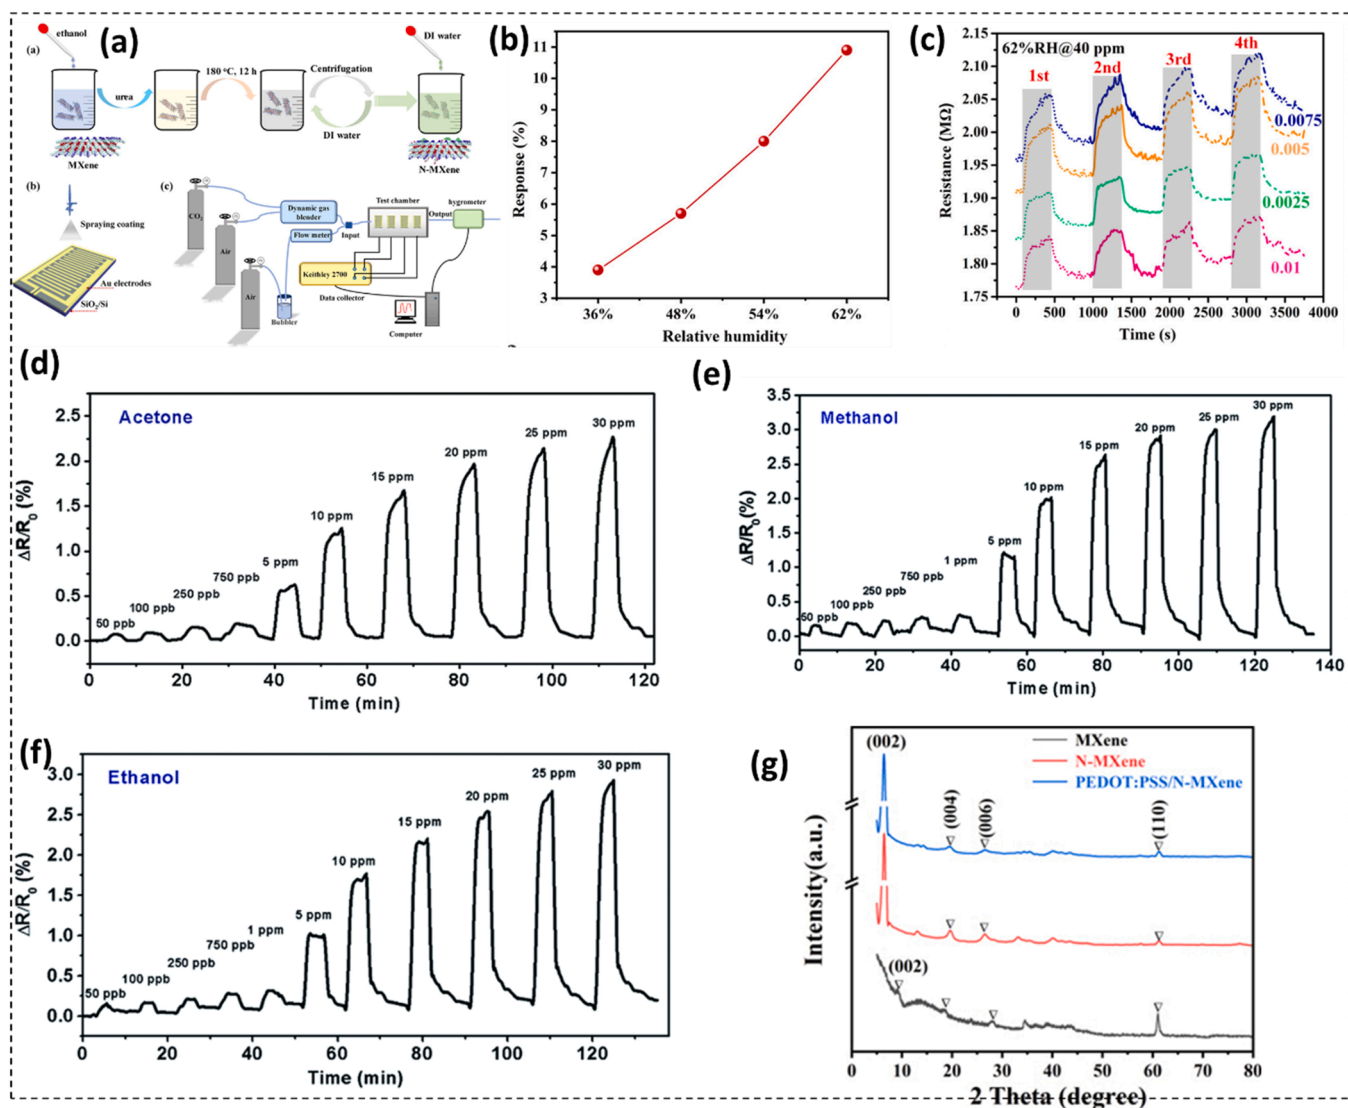 (a)
ethanol
(a)
DI water
180 °C, 12 h
Centrifugation
urea
DI water
MXene
N-MXene
(b)
Spraying coating
Au electrodes
SiO2/Si
(c)
CO2
Air
Air
Dynamic gas
blender
Flow meter
Input
Test chamber
Output
hygrometer
Keithley 2700
Data collector
Bubbler
Computer
(b)
Response (%)
11
10
9
8
7
6
5
4
3
36%
48%
54%
62%
Relative humidity
(c)
62%RH@40 ppm
1st
2nd
3rd
4th
0.0075
0.005
0.0025
0.01
Resistance (MΩ)
2.15
2.10
2.05
2.00
1.95
1.90
1.85
1.80
1.75
0 500 1000 1500 2000 2500 3000 3500 4000
Time (s)
(d)
Acetone
ΔR/R0 (%)
2.5
2.0
1.5
1.0
0.5
0.0
50 ppb
100 ppb
250 ppb
750 ppb
5 ppm
10 ppm
15 ppm
20 ppm
25 ppm
30 ppm
0 20 40 60 80 100 120
Time (min)
(e)
Methanol
ΔR/R0(%)
3.5
3.0
2.5
2.0
1.5
1.0
0.5
0.0
50 ppb
100 ppb
250 ppb
750 ppb
1 ppm
5 ppm
10 ppm
15 ppm
20 ppm
25 ppm
30 ppm
0 20 40 60 80 100 120 140
Time (min)
(f)
Ethanol
ΔR/R0 (%)
3.0
2.5
2.0
1.5
1.0
0.5
0.0
50 ppb
100 ppb
250 ppb
750 ppb
1 ppm
5 ppm
10 ppm
15 ppm
20 ppm
25 ppm
30 ppm
0 20 40 60 80 100 120
Time (min)
(g)
(002)
MXene
N-MXene
PEDOT:PSS/N-MXene
(004)
(006)
(110)
(002)
Intensity(a.u.)
0 10 20 30 40 50 60 70 80
2 Theta (degree)